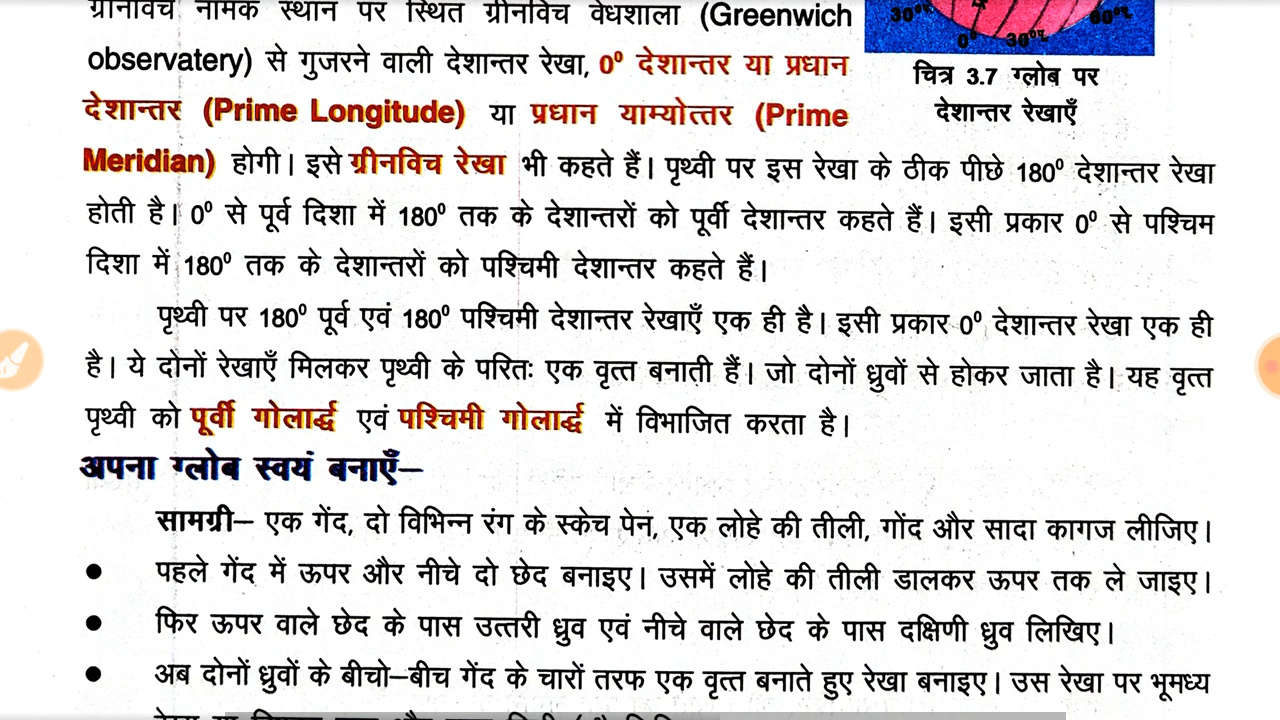 ग्रीनविच नामक स्थान पर स्थित ग्रीनविच वेधशाला (Greenwich
observatery) से गुजरने वाली देशान्तर रेखा, 0⁰ देशान्तर या प्रधान
देशान्तर (Prime Longitude) या प्रधान याम्योत्तर (Prime
Meridian) होगी। इसे ग्रीनविच रेखा भी कहते हैं। पृथ्वी पर इस रेखा के ठीक पीछे 180⁰ देशान्तर रेखा
होती है। 0⁰ से पूर्व दिशा में 180⁰ तक के देशान्तरों को पूर्वी देशान्तर कहते हैं। इसी प्रकार 0⁰ से पश्चिम
दिशा में 180⁰ तक के देशान्तरों को पश्चिमी देशान्तर कहते हैं।
30⁰प.
0⁰
30⁰पू.
60⁰पू.
चित्र 3.7 ग्लोब पर
देशान्तर रेखाएँ
पृथ्वी पर 180⁰ पूर्व एवं 180⁰ पश्चिमी देशान्तर रेखाएँ एक ही है। इसी प्रकार 0⁰ देशान्तर रेखा एक ही
है। ये दोनों रेखाएँ मिलकर पृथ्वी के परितः एक वृत्त बनाती हैं। जो दोनों ध्रुवों से होकर जाता है। यह वृत्त
पृथ्वी को पूर्वी गोलार्द्ध एवं पश्चिमी गोलार्द्ध में विभाजित करता है।
अपना ग्लोब स्वयं बनाएँ–
सामग्री– एक गेंद, दो विभिन्न रंग के स्केच पेन, एक लोहे की तीली, गोंद और सादा कागज लीजिए।
● पहले गेंद में ऊपर और नीचे दो छेद बनाइए। उसमें लोहे की तीली डालकर ऊपर तक ले जाइए।
● फिर ऊपर वाले छेद के पास उत्तरी ध्रुव एवं नीचे वाले छेद के पास दक्षिणी ध्रुव लिखिए।
● अब दोनों ध्रुवों के बीचो–बीच गेंद के चारों तरफ एक वृत्त बनाते हुए रेखा बनाइए। उस रेखा पर भूमध्य